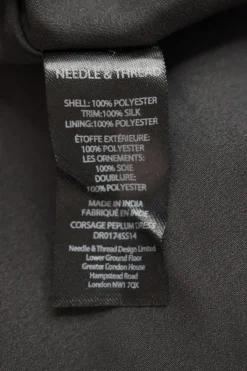 NEEDLE & THREAD
SHELL: 100% POLYESTER
TRIM: 100% SILK
LINING: 100% POLYESTER
ÉTOFFE EXTÉRIEURE:
100% POLYESTER
LES ORNEMENTS:
100% SOIE
DOUBLURE:
100% POLYESTER
MADE IN INDIA
FABRIQUÉ EN INDE
CORSAGE PEPLUM DRESS
DR0174SS14
Needle & Thread Design Limited
Lower Ground Floor
Greater London House
Hampstead Road
London NW1 7QX